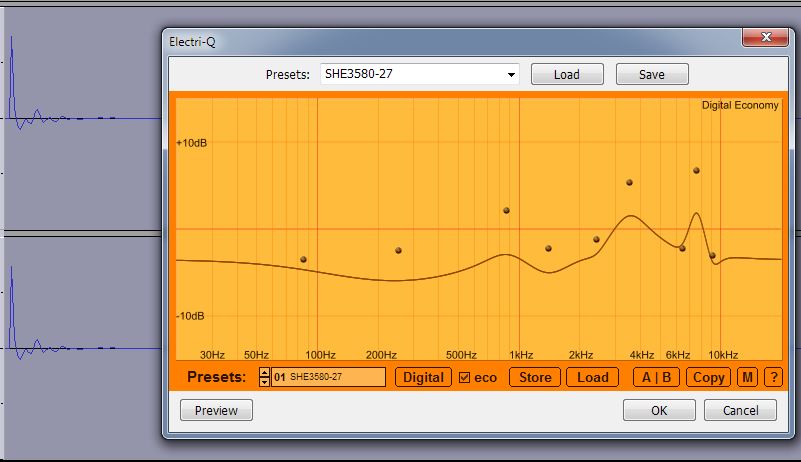 Electri-Q
Presets: SHE3580-27 Load Save
Digital Economy
+10dB
-10dB
30Hz 50Hz 100Hz 200Hz 500Hz 1KHz 2KHz 4KHz 6KHz 10KHz
Presets: 01 SHE3580-27 Digital eco Store Load A | B Copy M ?
Preview OK Cancel